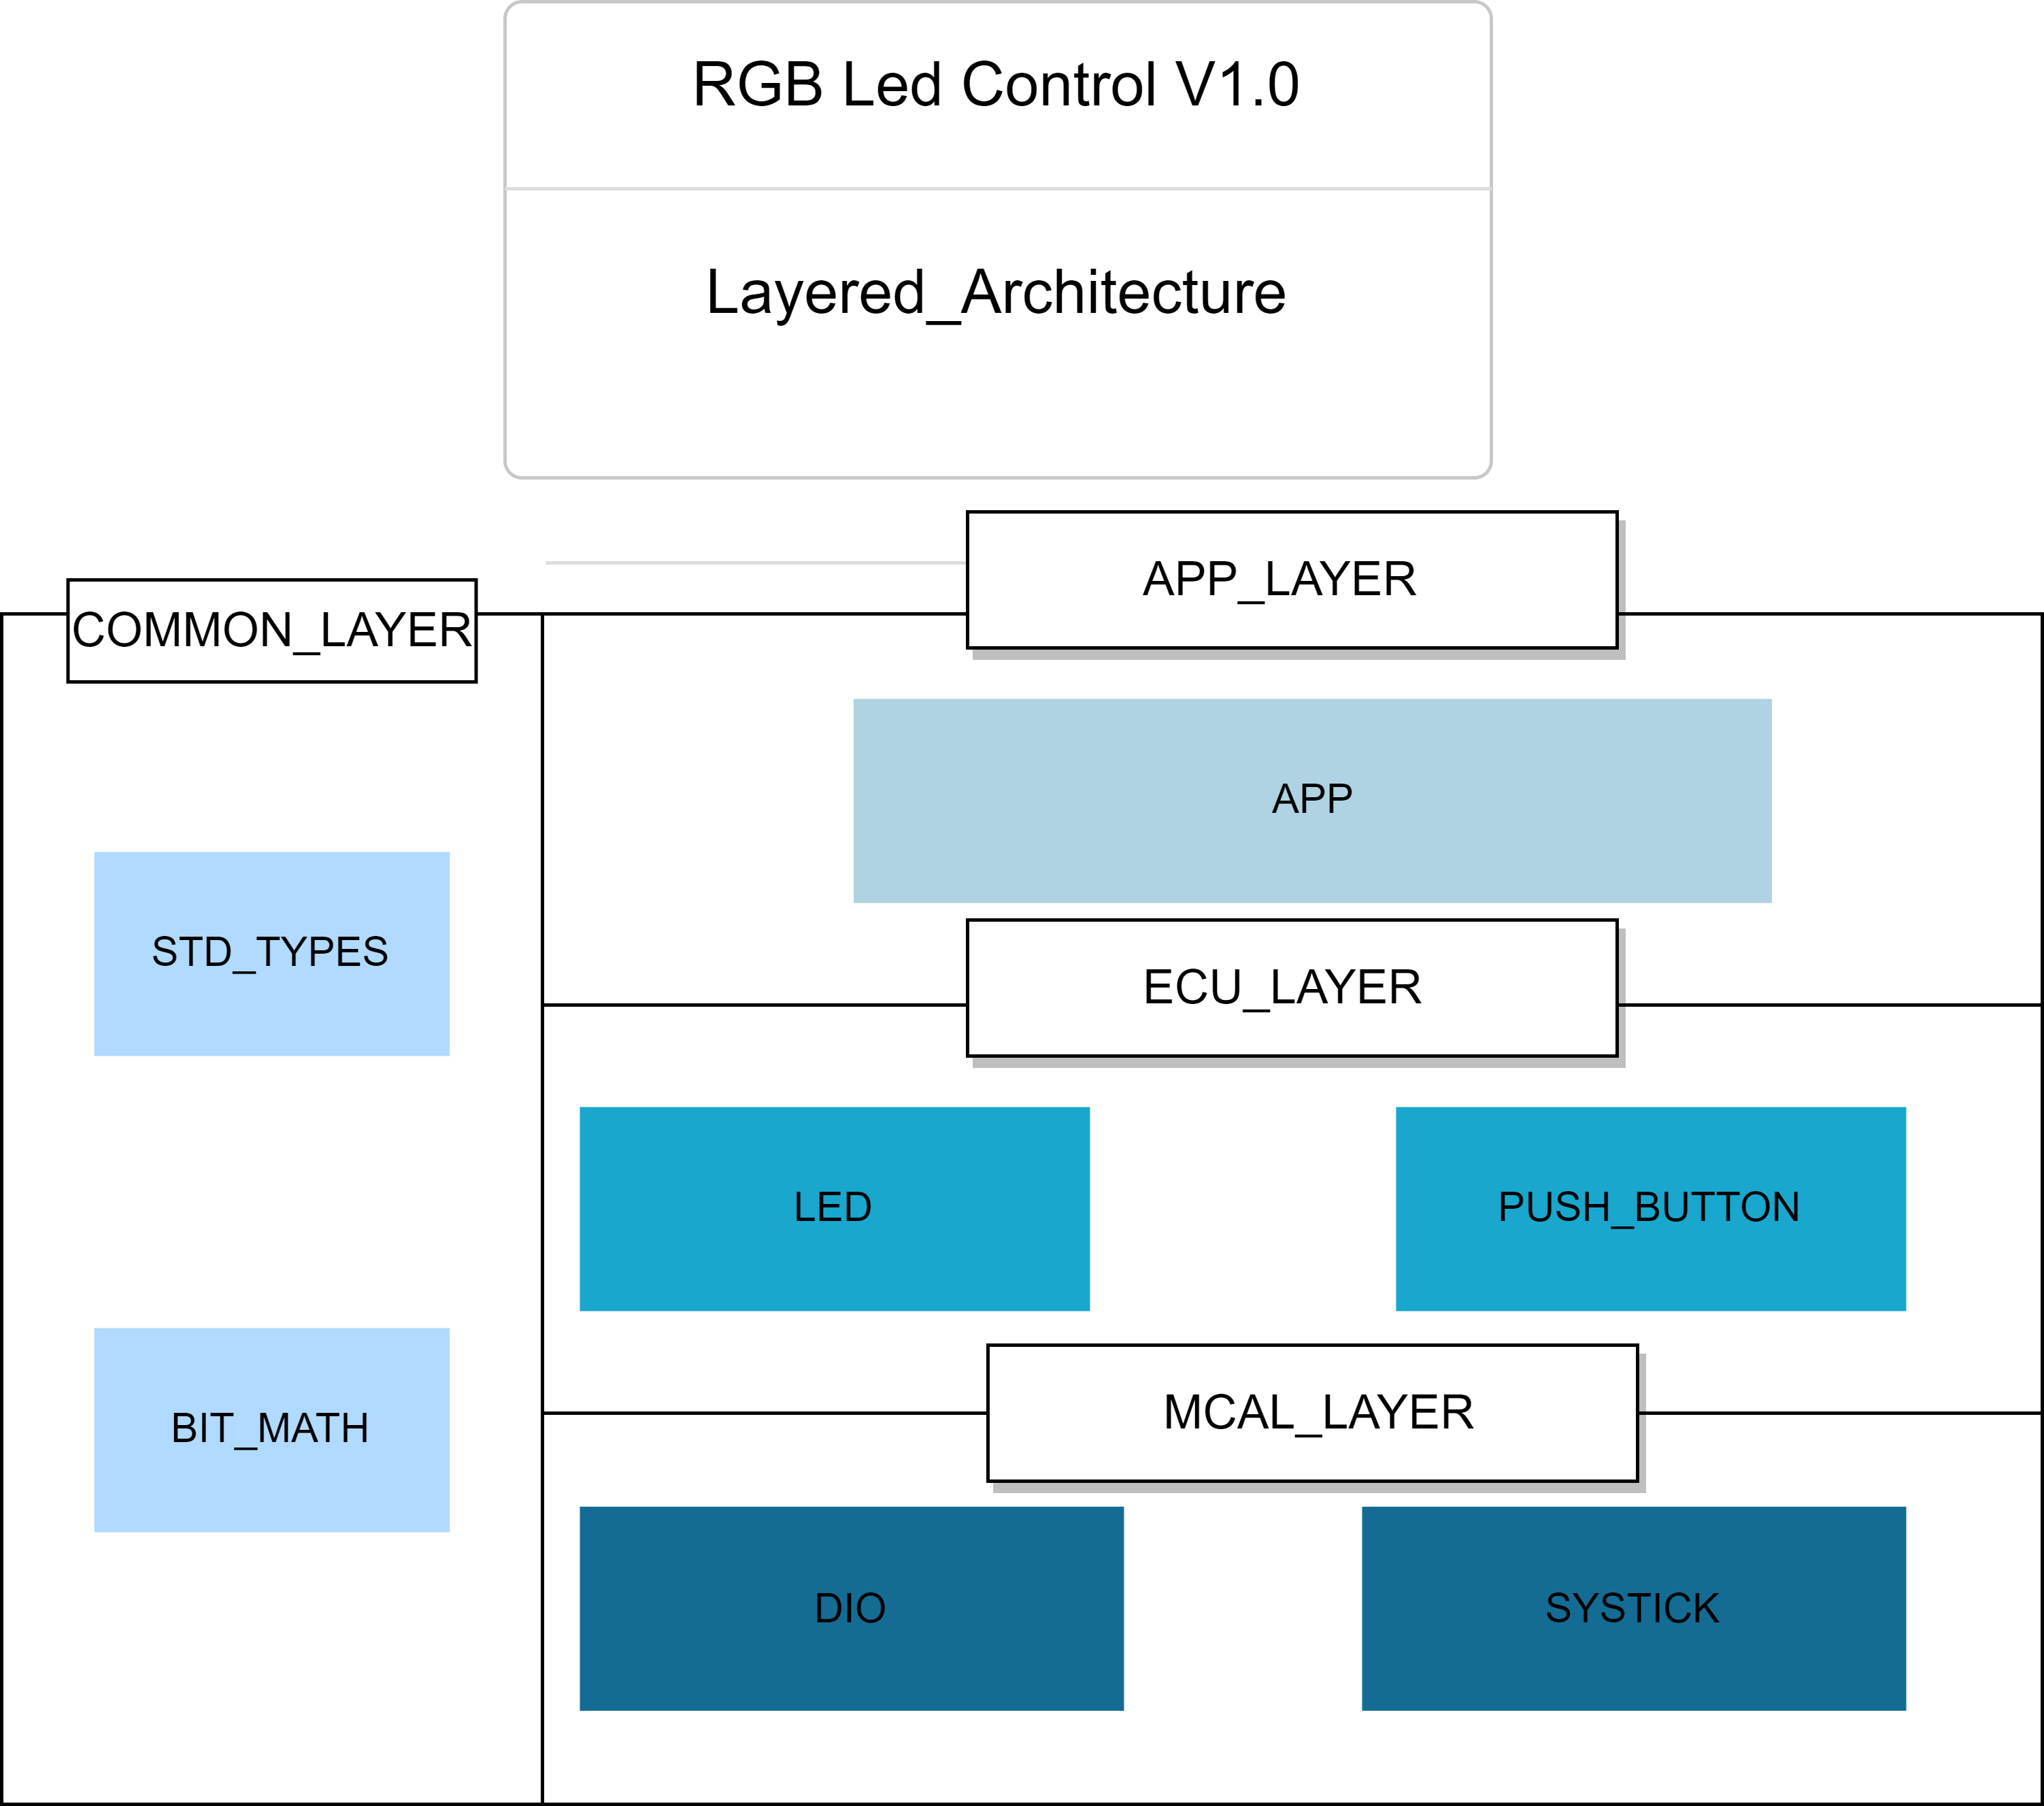 RGB Led Control V1.0
Layered_Architecture
APP_LAYER
COMMON_LAYER
APP
STD_TYPES
ECU_LAYER
LED
PUSH_BUTTON
MCAL_LAYER
BIT_MATH
DIO
SYSTICK